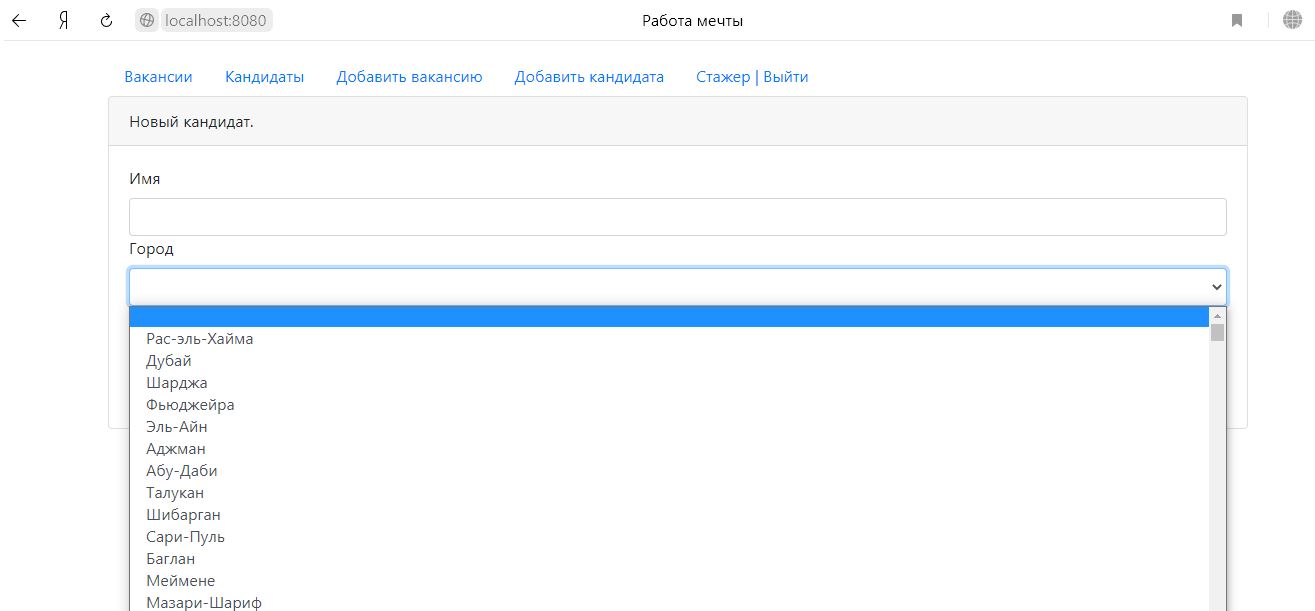 Я localhost:8080 Работа мечты
Вакансии Кандидаты Добавить вакансию Добавить кандидата Стажер | Выйти
Новый кандидат.
Имя
Город
Рас-эль-Хайма
Дубай
Шарджа
Фьюджейра
Эль-Айн
Аджман
Абу-Даби
Талукан
Шибарган
Сари-Пуль
Баглан
Меймене
Мазари-Шариф